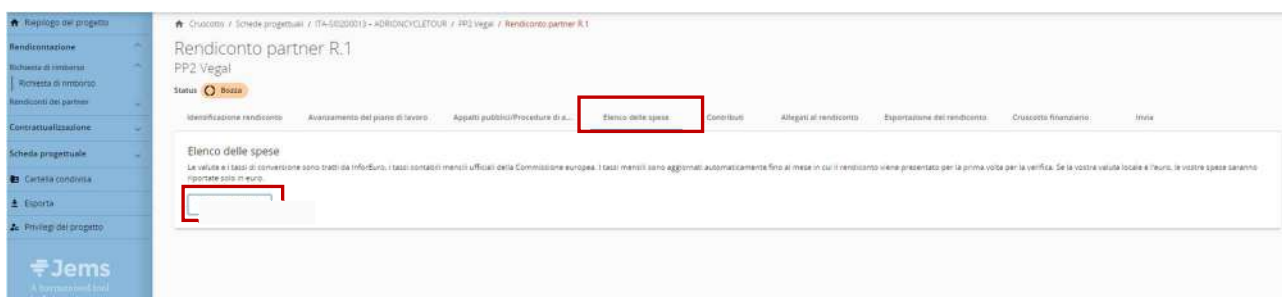 Riepilogo del progetto
Cruscotto / Schede progettuali / ITA-SI0200013 - ADRIONCYCLETOUR / PP2 Vegal / Rendiconto partner R.1
Rendicontazione
Richiesta di rimborso
Richiesta di rimborso
Rendiconti dei partner
Contrattualizzazione
Scheda progettuale
Cartella condivisa
Esporta
Privilegi del progetto
Jems
A harmonised tool
Rendiconto partner R.1
PP2 Vegal
Status Bozza
Identificazione rendiconto Avanzamento del piano di lavoro Appalti pubblici/Procedure di a... Elenco delle spese Contributi Allegati al rendiconto Esportazione del rendiconto Cruscotto finanziario Invia
Elenco delle spese
Le valute e i tassi di conversione sono tratti da InforEuro, i tassi contabili mensili ufficiali della Commissione europea. I tassi mensili sono aggiornati automaticamente fino al mese in cui il rendiconto viene presentato per la prima volta per la verifica. Se la vostra valuta locale è l'euro, le vostre spese saranno
riportate solo in euro.